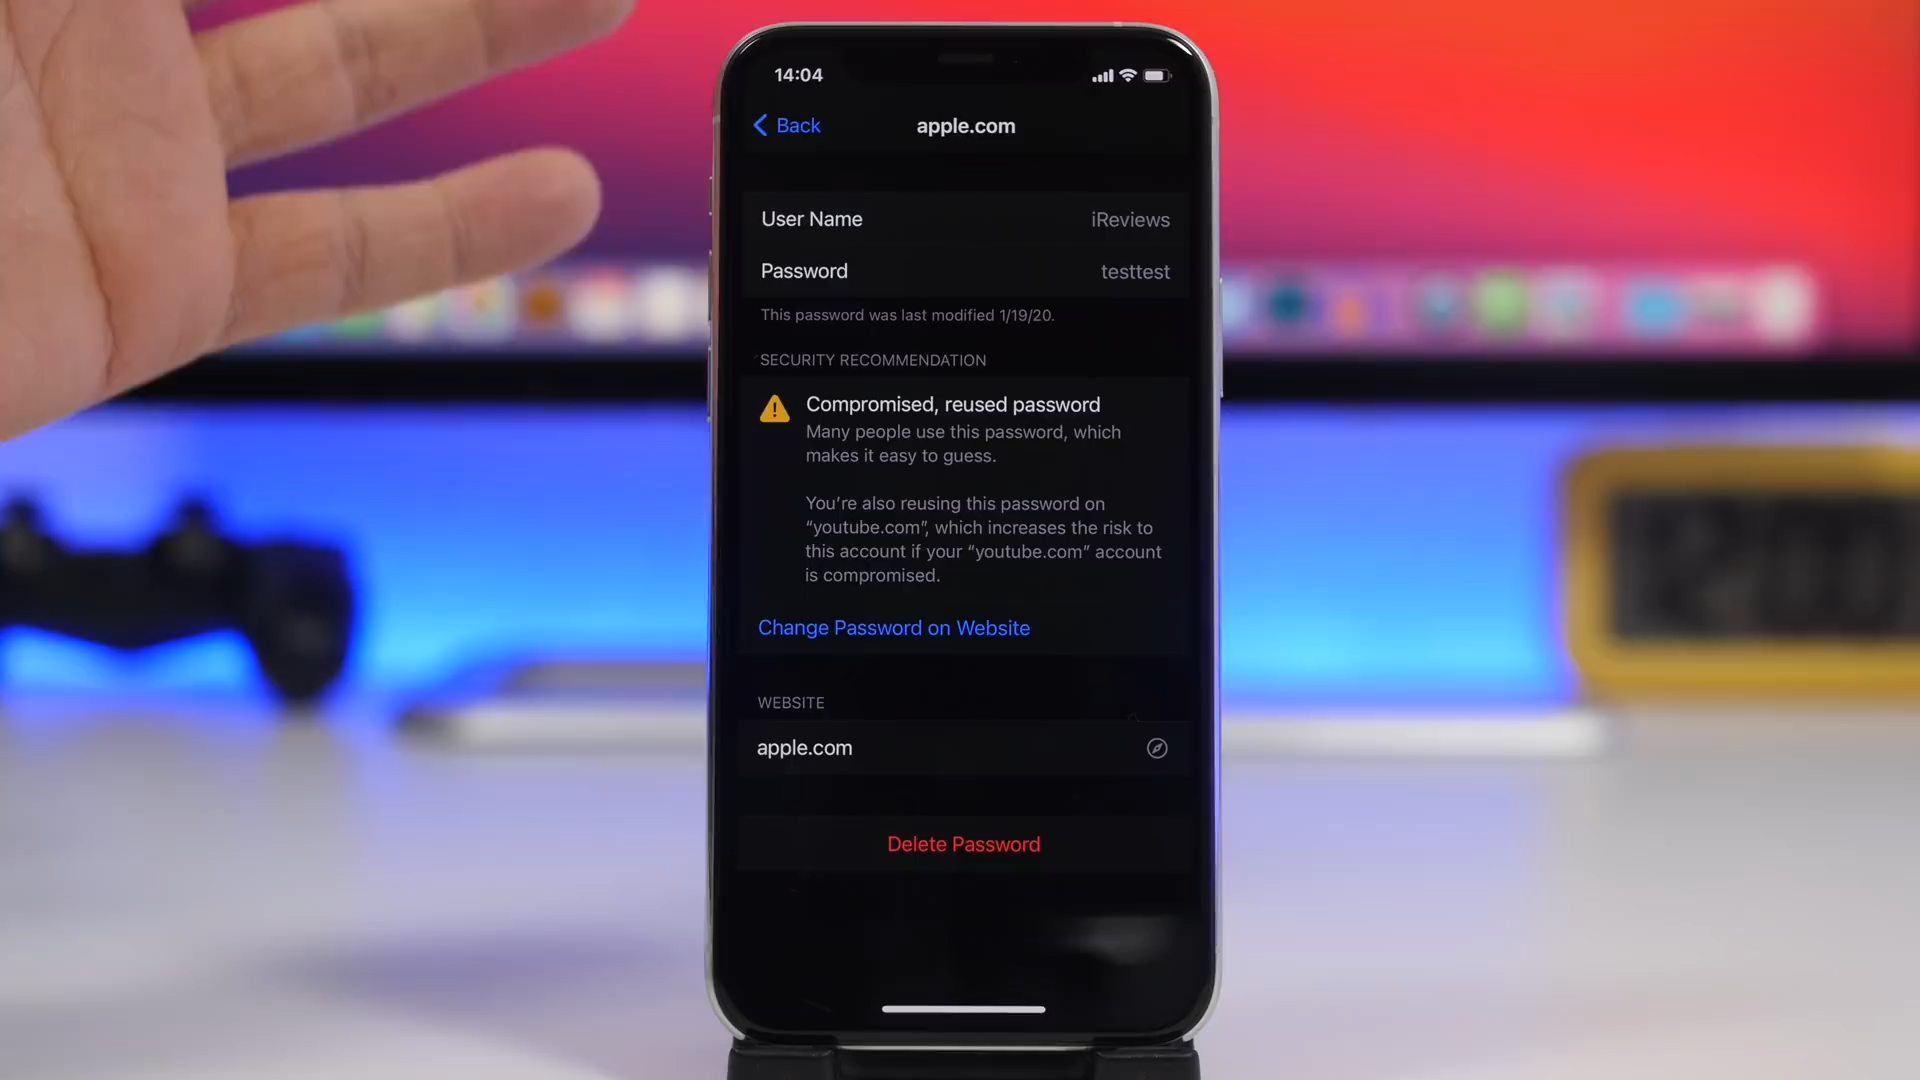 14:04
Back
apple.com
User Name
iReviews
Password
testtest
This password was last modified 1/19/20.
SECURITY RECOMMENDATION
Compromised, reused password
Many people use this password, which
makes it easy to guess.
You're also reusing this password on
“youtube.com”, which increases the risk to
this account if your “youtube.com” account
is compromised.
Change Password on Website
WEBSITE
apple.com
Delete Password